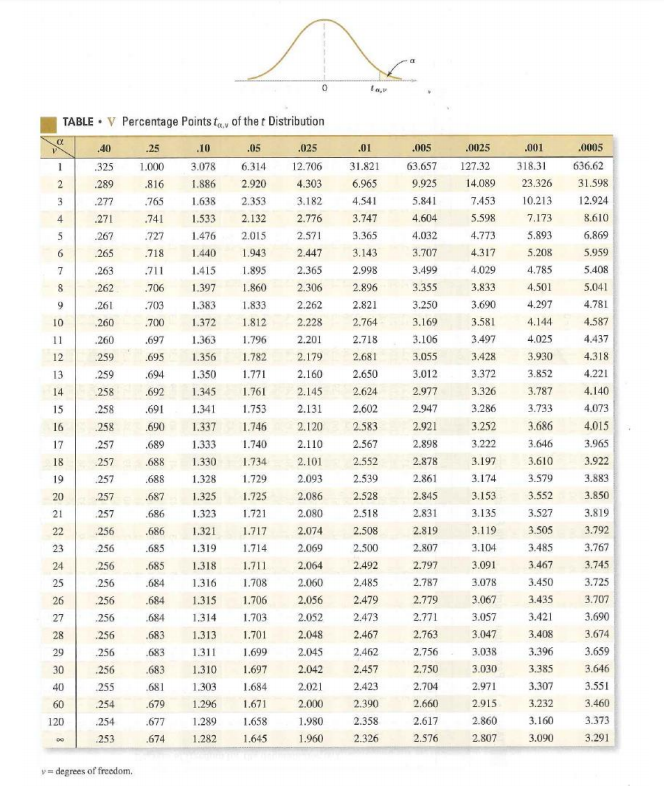 α
0
tα,ν
TABLE • V Percentage Points tα,ν of the t Distribution
α
ν .40 .25 .10 .05 .025 .01 .005 .0025 .001 .0005
1 .325 1.000 3.078 6.314 12.706 31.821 63.657 127.32 318.31 636.62
2 .289 .816 1.886 2.920 4.303 6.965 9.925 14.089 23.326 31.598
3 .277 .765 1.638 2.353 3.182 4.541 5.841 7.453 10.213 12.924
4 .271 .741 1.533 2.132 2.776 3.747 4.604 5.598 7.173 8.610
5 .267 .727 1.476 2.015 2.571 3.365 4.032 4.773 5.893 6.869
6 .265 .718 1.440 1.943 2.447 3.143 3.707 4.317 5.208 5.959
7 .263 .711 1.415 1.895 2.365 2.998 3.499 4.029 4.785 5.408
8 .262 .706 1.397 1.860 2.306 2.896 3.355 3.833 4.501 5.041
9 .261 .703 1.383 1.833 2.262 2.821 3.250 3.690 4.297 4.781
10 .260 .700 1.372 1.812 2.228 2.764 3.169 3.581 4.144 4.587
11 .260 .697 1.363 1.796 2.201 2.718 3.106 3.497 4.025 4.437
12 .259 .695 1.356 1.782 2.179 2.681 3.055 3.428 3.930 4.318
13 .259 .694 1.350 1.771 2.160 2.650 3.012 3.372 3.852 4.221
14 .258 .692 1.345 1.761 2.145 2.624 2.977 3.326 3.787 4.140
15 .258 .691 1.341 1.753 2.131 2.602 2.947 3.286 3.733 4.073
16 .258 .690 1.337 1.746 2.120 2.583 2.921 3.252 3.686 4.015
17 .257 .689 1.333 1.740 2.110 2.567 2.898 3.222 3.646 3.965
18 .257 .688 1.330 1.734 2.101 2.552 2.878 3.197 3.610 3.922
19 .257 .688 1.328 1.729 2.093 2.539 2.861 3.174 3.579 3.883
20 .257 .687 1.325 1.725 2.086 2.528 2.845 3.153 3.552 3.850
21 .257 .686 1.323 1.721 2.080 2.518 2.831 3.135 3.527 3.819
22 .256 .686 1.321 1.717 2.074 2.508 2.819 3.119 3.505 3.792
23 .256 .685 1.319 1.714 2.069 2.500 2.807 3.104 3.485 3.767
24 .256 .685 1.318 1.711 2.064 2.492 2.797 3.091 3.467 3.745
25 .256 .684 1.316 1.708 2.060 2.485 2.787 3.078 3.450 3.725
26 .256 .684 1.315 1.706 2.056 2.479 2.779 3.067 3.435 3.707
27 .256 .684 1.314 1.703 2.052 2.473 2.771 3.057 3.421 3.690
28 .256 .683 1.313 1.701 2.048 2.467 2.763 3.047 3.408 3.674
29 .256 .683 1.311 1.699 2.045 2.462 2.756 3.038 3.396 3.659
30 .256 .683 1.310 1.697 2.042 2.457 2.750 3.030 3.385 3.646
40 .255 .681 1.303 1.684 2.021 2.423 2.704 2.971 3.307 3.551
60 .254 .679 1.296 1.671 2.000 2.390 2.660 2.915 3.232 3.460
120 .254 .677 1.289 1.658 1.980 2.358 2.617 2.860 3.160 3.373
∞ .253 .674 1.282 1.645 1.960 2.326 2.576 2.807 3.090 3.291
ν = degrees of freedom.